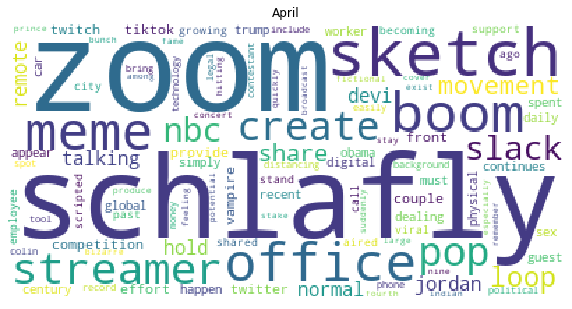 April
prince twitch tiktok growing trump include worker becoming support
bunch fame ago
zoom sketch
remote car city bring among technology legal hitting contestant quickly broadcast fictional easily cover exist spent daily
devi movement
meme nbc create boom
appear talking provide share obama front slack
soot simply distancing digital stay background continues
schlafly
employee scripted global past produce feeling potential vampire stand recent call suddenly couple dealing physical must especially
tool money stake viral remember sex
colin competition bizarre hold shared aired large guest
streamer office pop loop
century record effort happen twitter normal phone fourth nine indian jordan political
concert